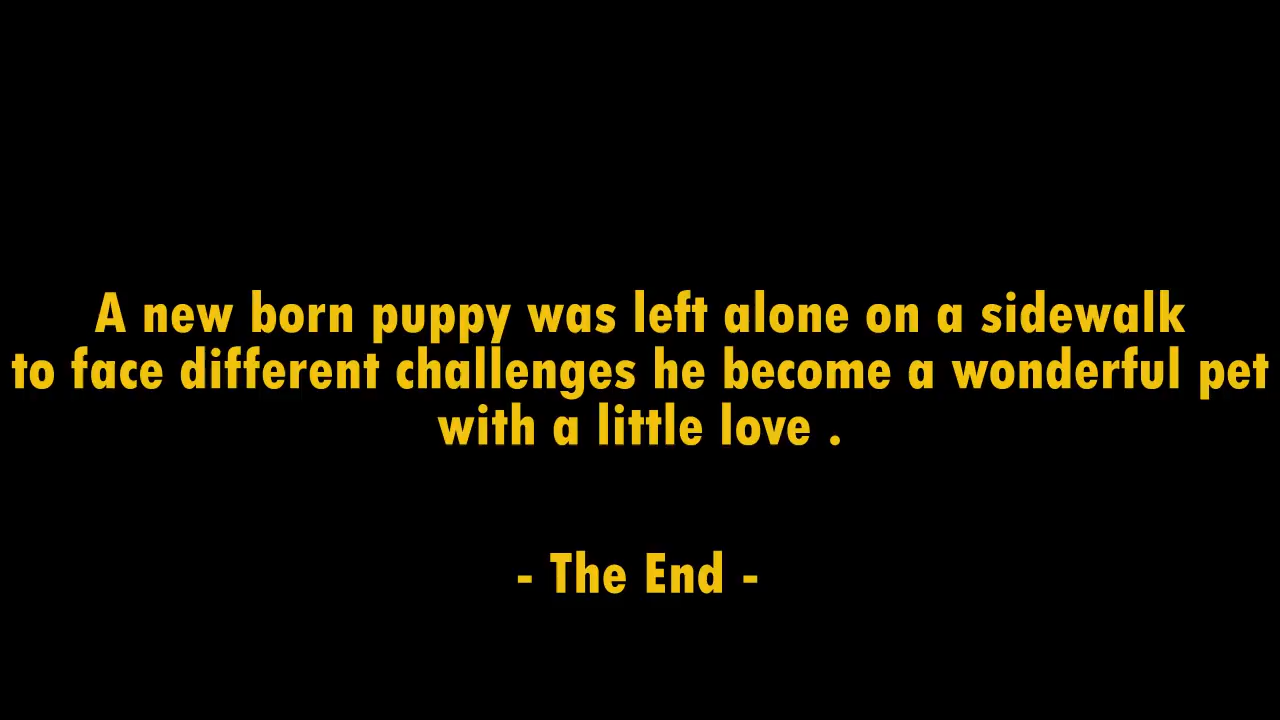 A new born puppy was left alone on a sidewalk
to face different challenges he become a wonderful pet
with a little love .
- The End -